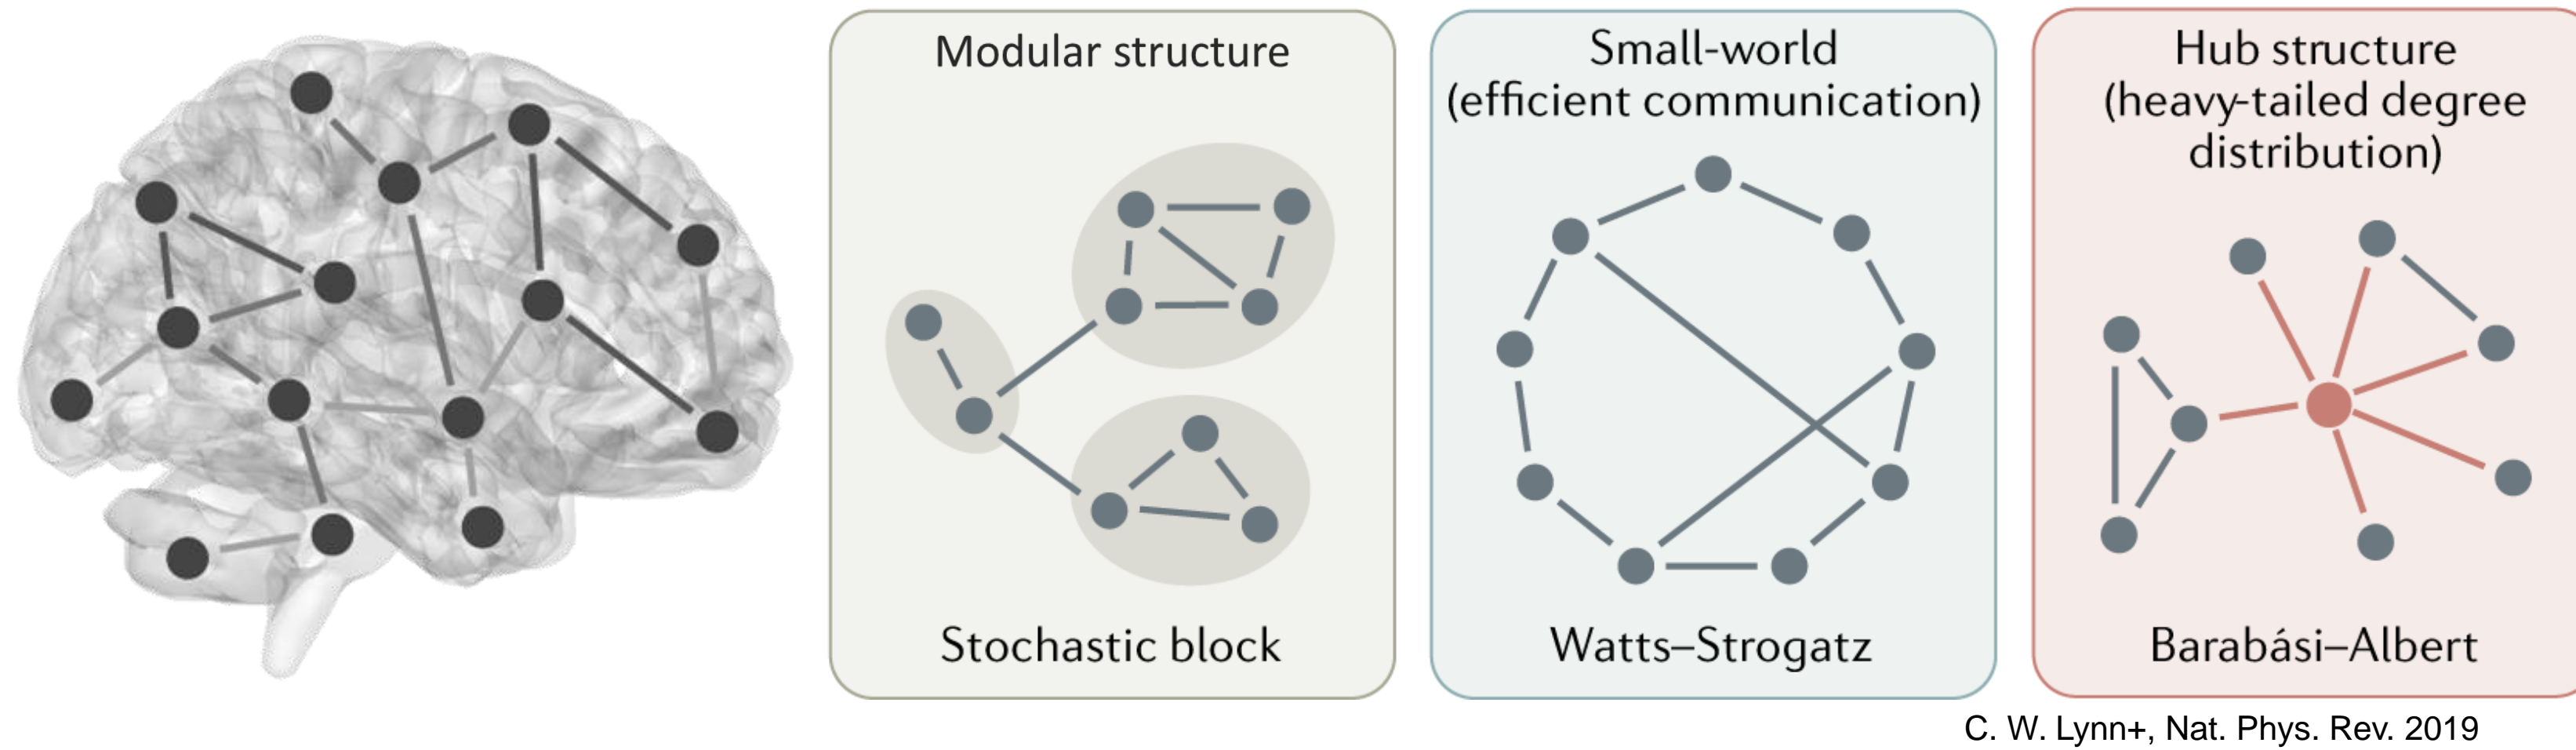 Modular structure
Stochastic block
Small-world
(efficient communication)
Watts–Strogatz
Hub structure
(heavy-tailed degree
distribution)
Barabási–Albert
C. W. Lynn+, Nat. Phys. Rev. 2019